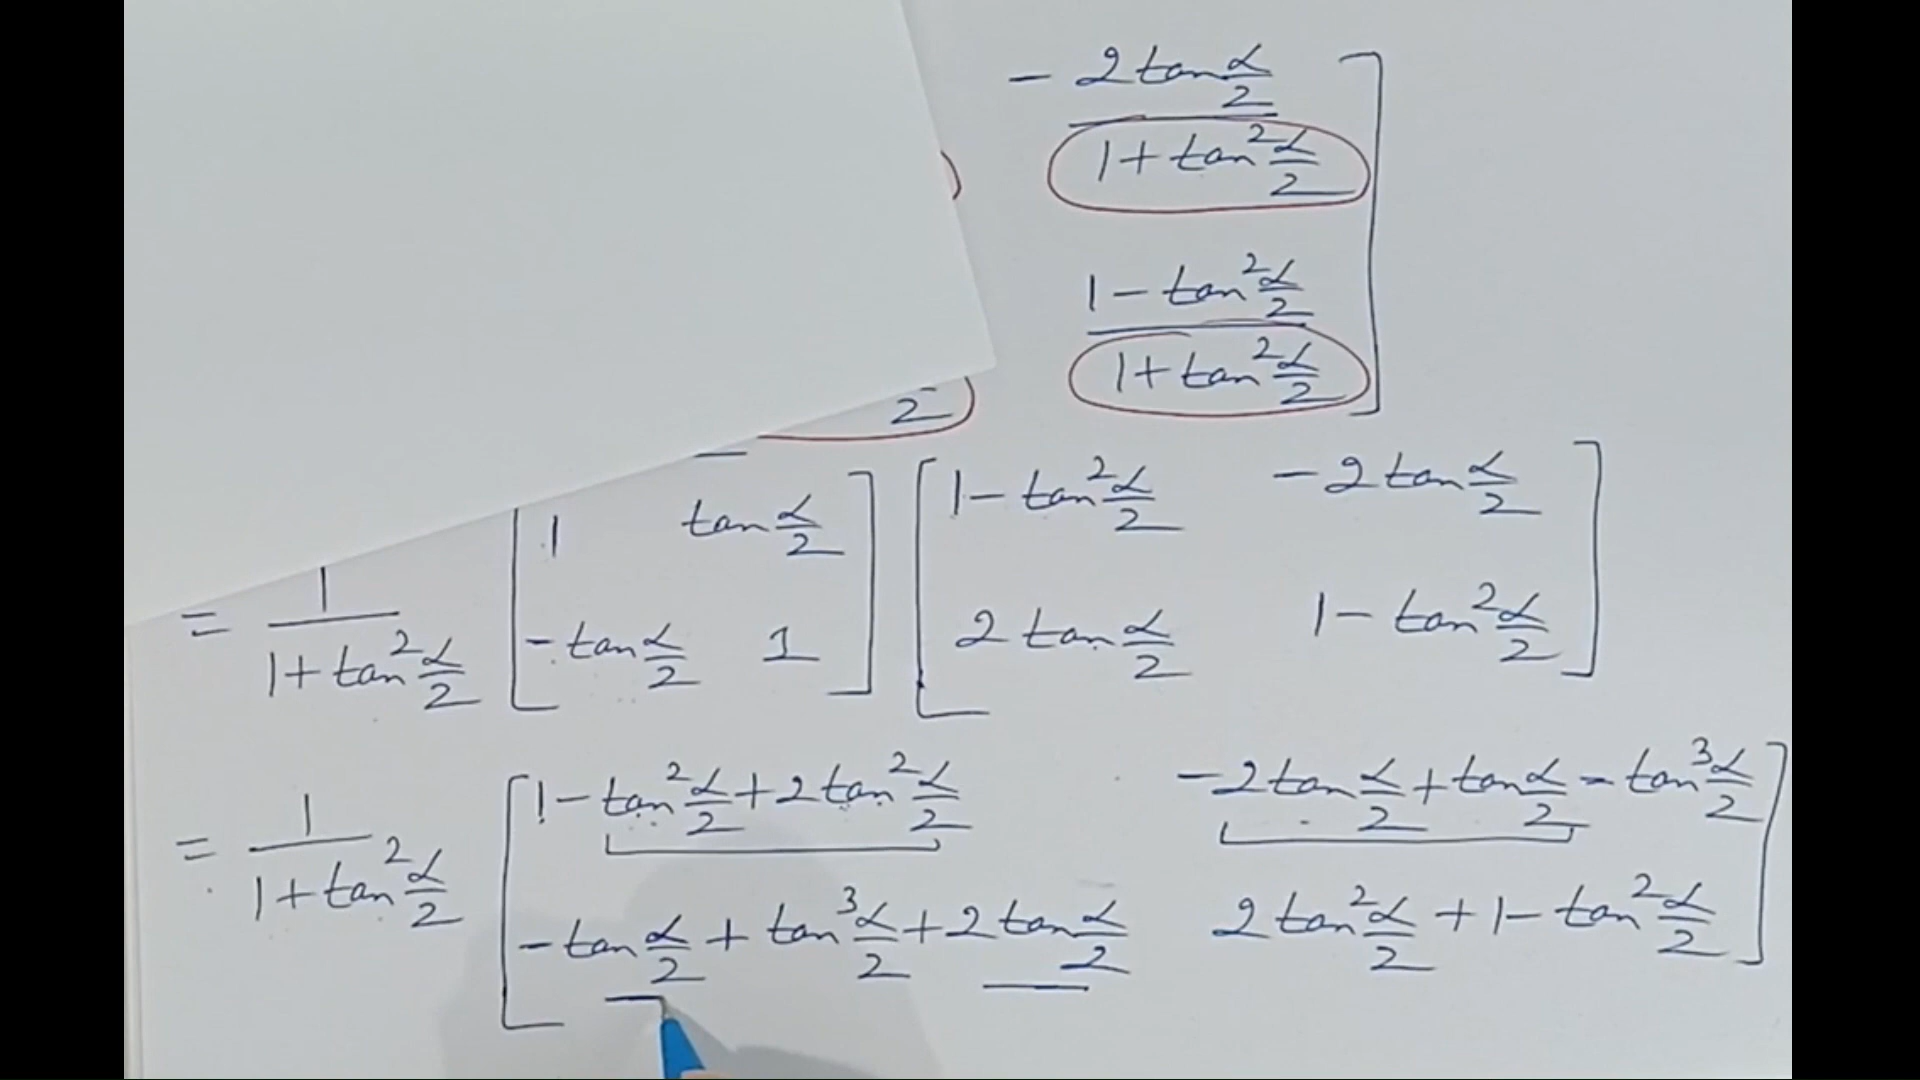 - 2tan α/2
1 + tan² α/2
1 - tan² α/2
1 + tan² α/2
2
= 1/(1 + tan² α/2) [ 1 tan α/2 ] [ 1 - tan² α/2 - 2 tan α/2 ]
[ - tan α/2 1 ] [ 2 tan α/2 1 - tan² α/2 ]
= 1/(1 + tan² α/2) [ 1 - tan² α/2 + 2 tan² α/2 - 2 tan α/2 + tan α/2 - tan³ α/2 ]
[ - tan α/2 + tan³ α/2 + 2 tan α/2 2 tan² α/2 + 1 - tan² α/2 ]